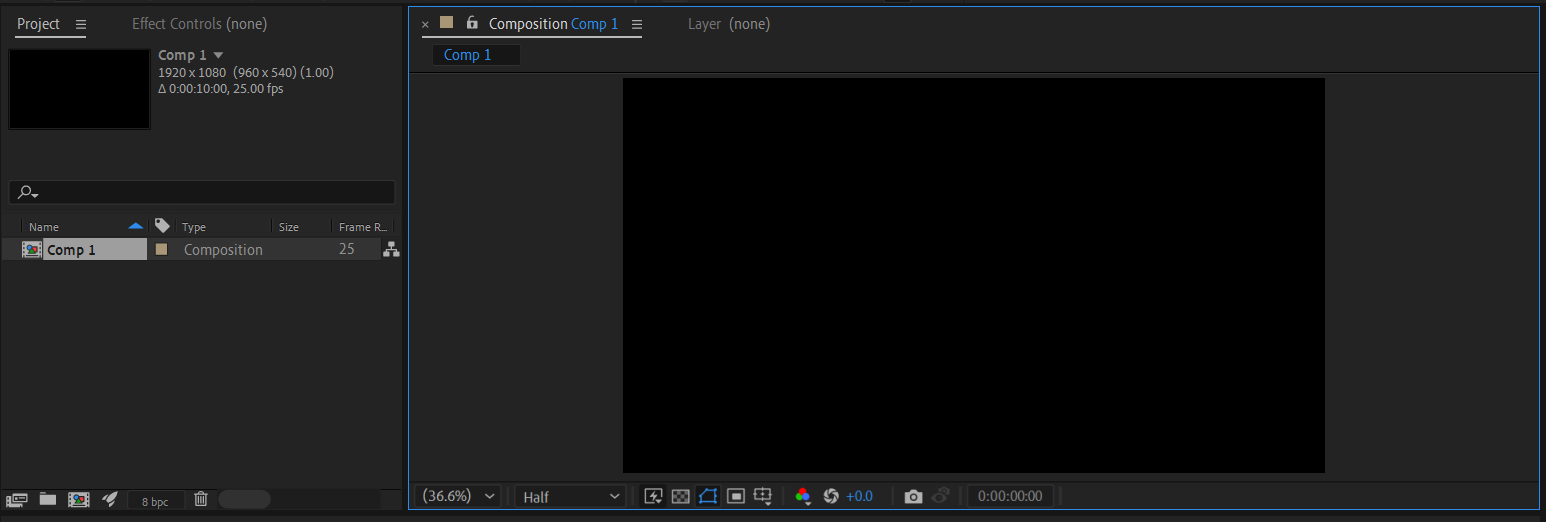 Project
Effect Controls (none)
× Composition Comp 1
Layer (none)
Comp 1
Comp 1
1920 x 1080 (960 x 540) (1.00)
Δ 0:00:10:00, 25.00 fps
Name Type Size Frame R...
Comp 1 Composition 25
8 bpc
(36.6%) Half +0.0 0:00:00:00